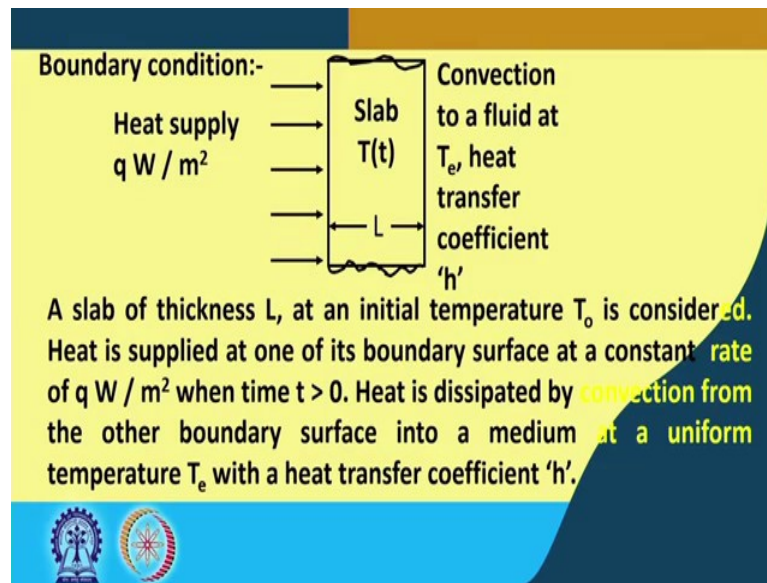 Boundary condition:-
Heat supply
q W / m²
Slab
T(t)
L
Convection
to a fluid at
Tₑ, heat
transfer
coefficient
‘h’
A slab of thickness L, at an initial temperature Tₒ is considered.
Heat is supplied at one of its boundary surface at a constant rate
of q W / m² when time t > 0. Heat is dissipated by convection from
the other boundary surface into a medium at a uniform
temperature Tₑ with a heat transfer coefficient ‘h’.